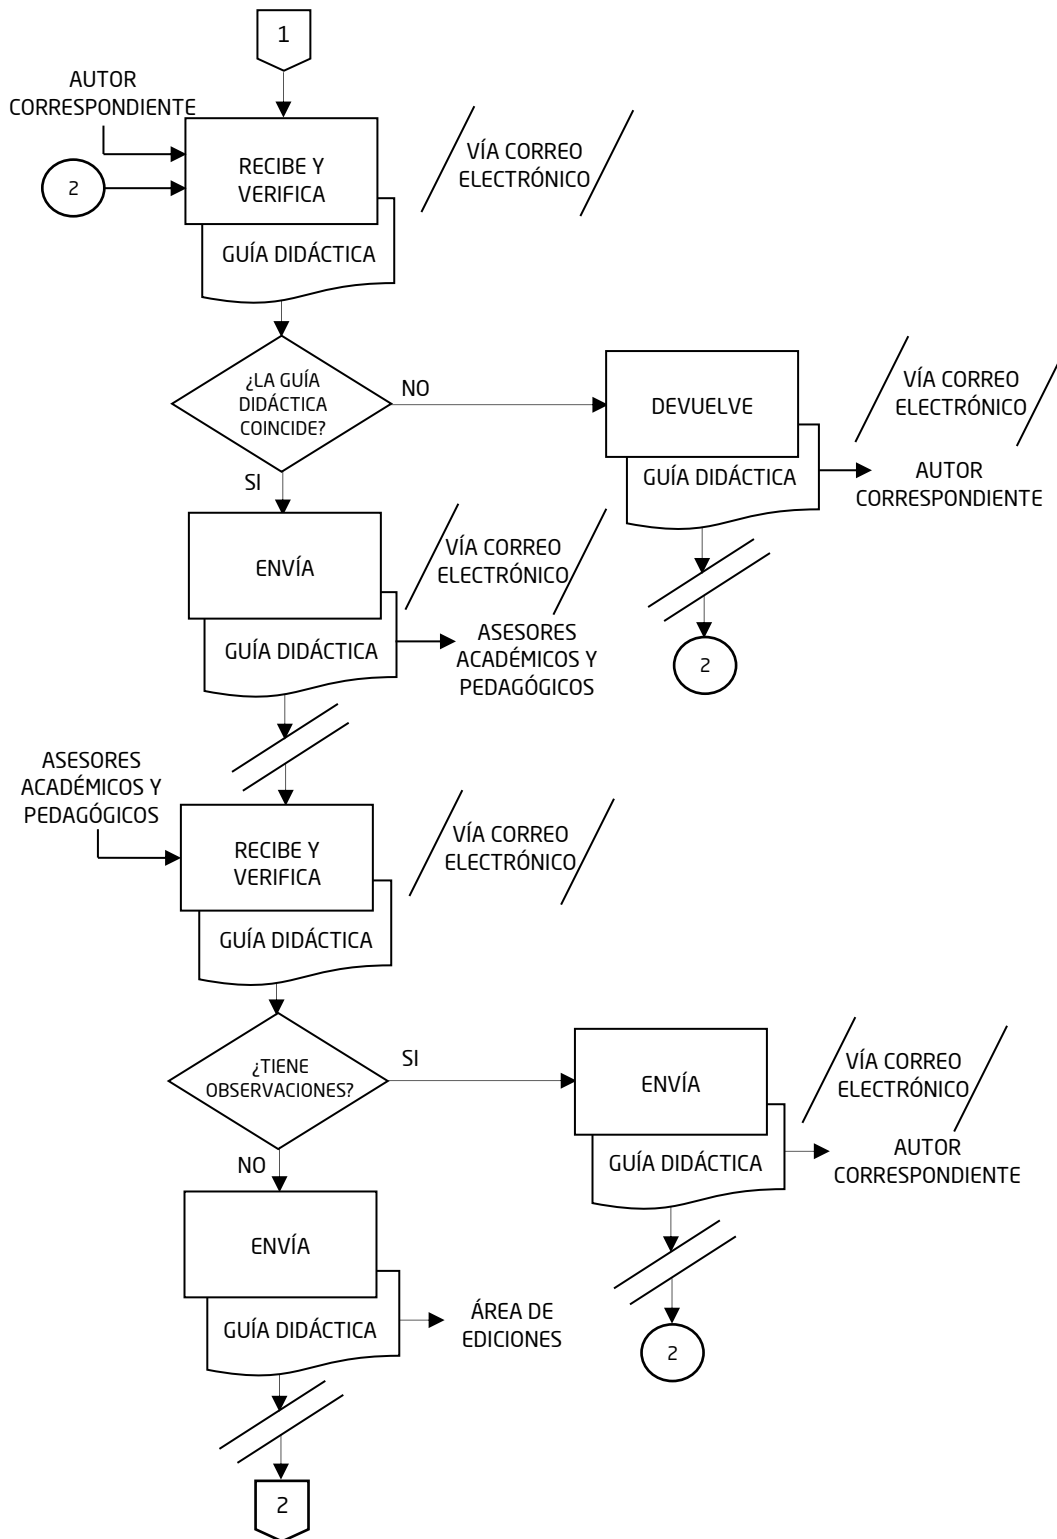 1
AUTOR
CORRESPONDIENTE
2
RECIBE Y
VERIFICA
VÍA CORREO
ELECTRÓNICO
GUÍA DIDÁCTICA
¿LA GUÍA
DIDÁCTICA
COINCIDE?
NO
DEVUELVE
VÍA CORREO
ELECTRÓNICO
GUÍA DIDÁCTICA
AUTOR
CORRESPONDIENTE
2
SI
ENVÍA
VÍA CORREO
ELECTRÓNICO
GUÍA DIDÁCTICA
ASESORES
ACADÉMICOS Y
PEDAGÓGICOS
ASESORES
ACADÉMICOS Y
PEDAGÓGICOS
RECIBE Y
VERIFICA
VÍA CORREO
ELECTRÓNICO
GUÍA DIDÁCTICA
¿TIENE
OBSERVACIONES?
SI
ENVÍA
VÍA CORREO
ELECTRÓNICO
GUÍA DIDÁCTICA
AUTOR
CORRESPONDIENTE
2
NO
ENVÍA
GUÍA DIDÁCTICA
ÁREA DE
EDICIONES
2